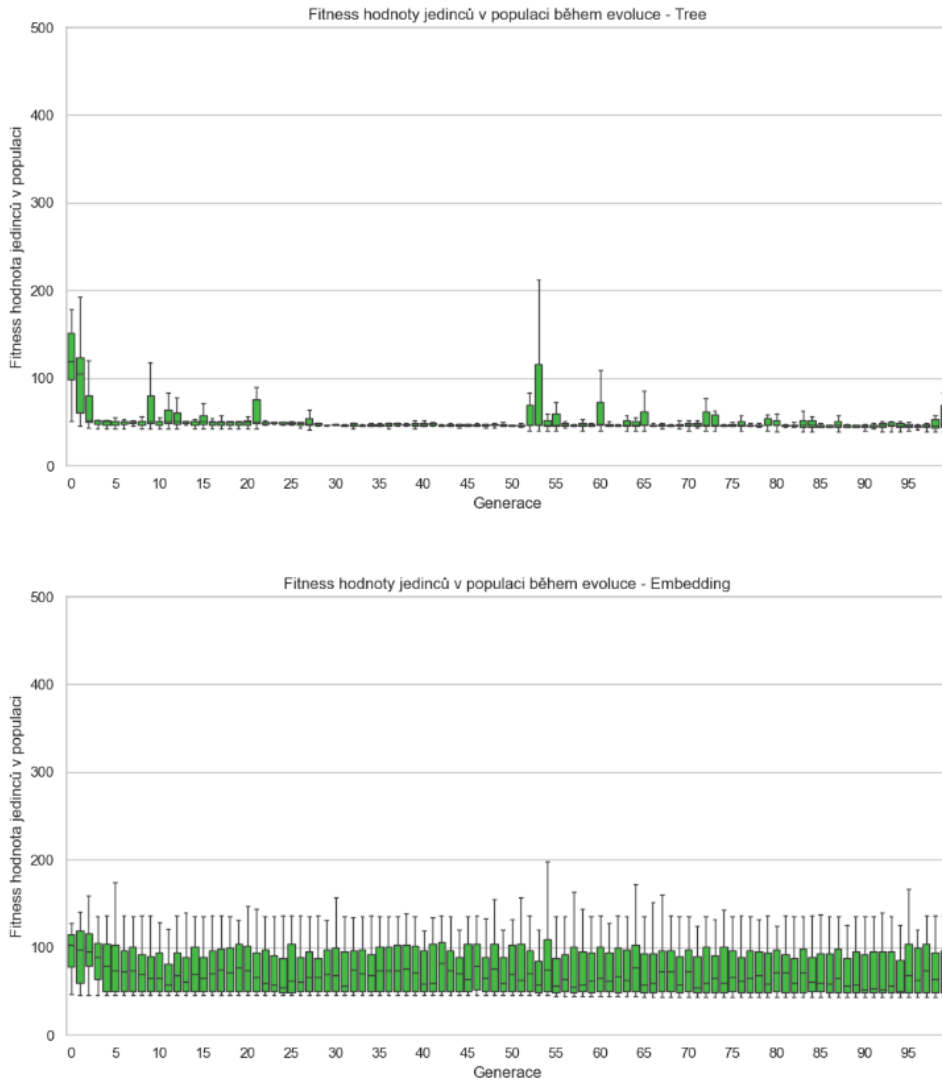 Fitness hodnoty jedinců v populaci během evoluce - Tree
500
400
300
200
100
0
Fitness hodnota jedinců v populaci
0 5 10 15 20 25 30 35 40 45 50 55 60 65 70 75 80 85 90 95
Generace
Fitness hodnoty jedinců v populaci během evoluce - Embedding
500
400
300
200
100
0
Fitness hodnota jedinců v populaci
0 5 10 15 20 25 30 35 40 45 50 55 60 65 70 75 80 85 90 95
Generace